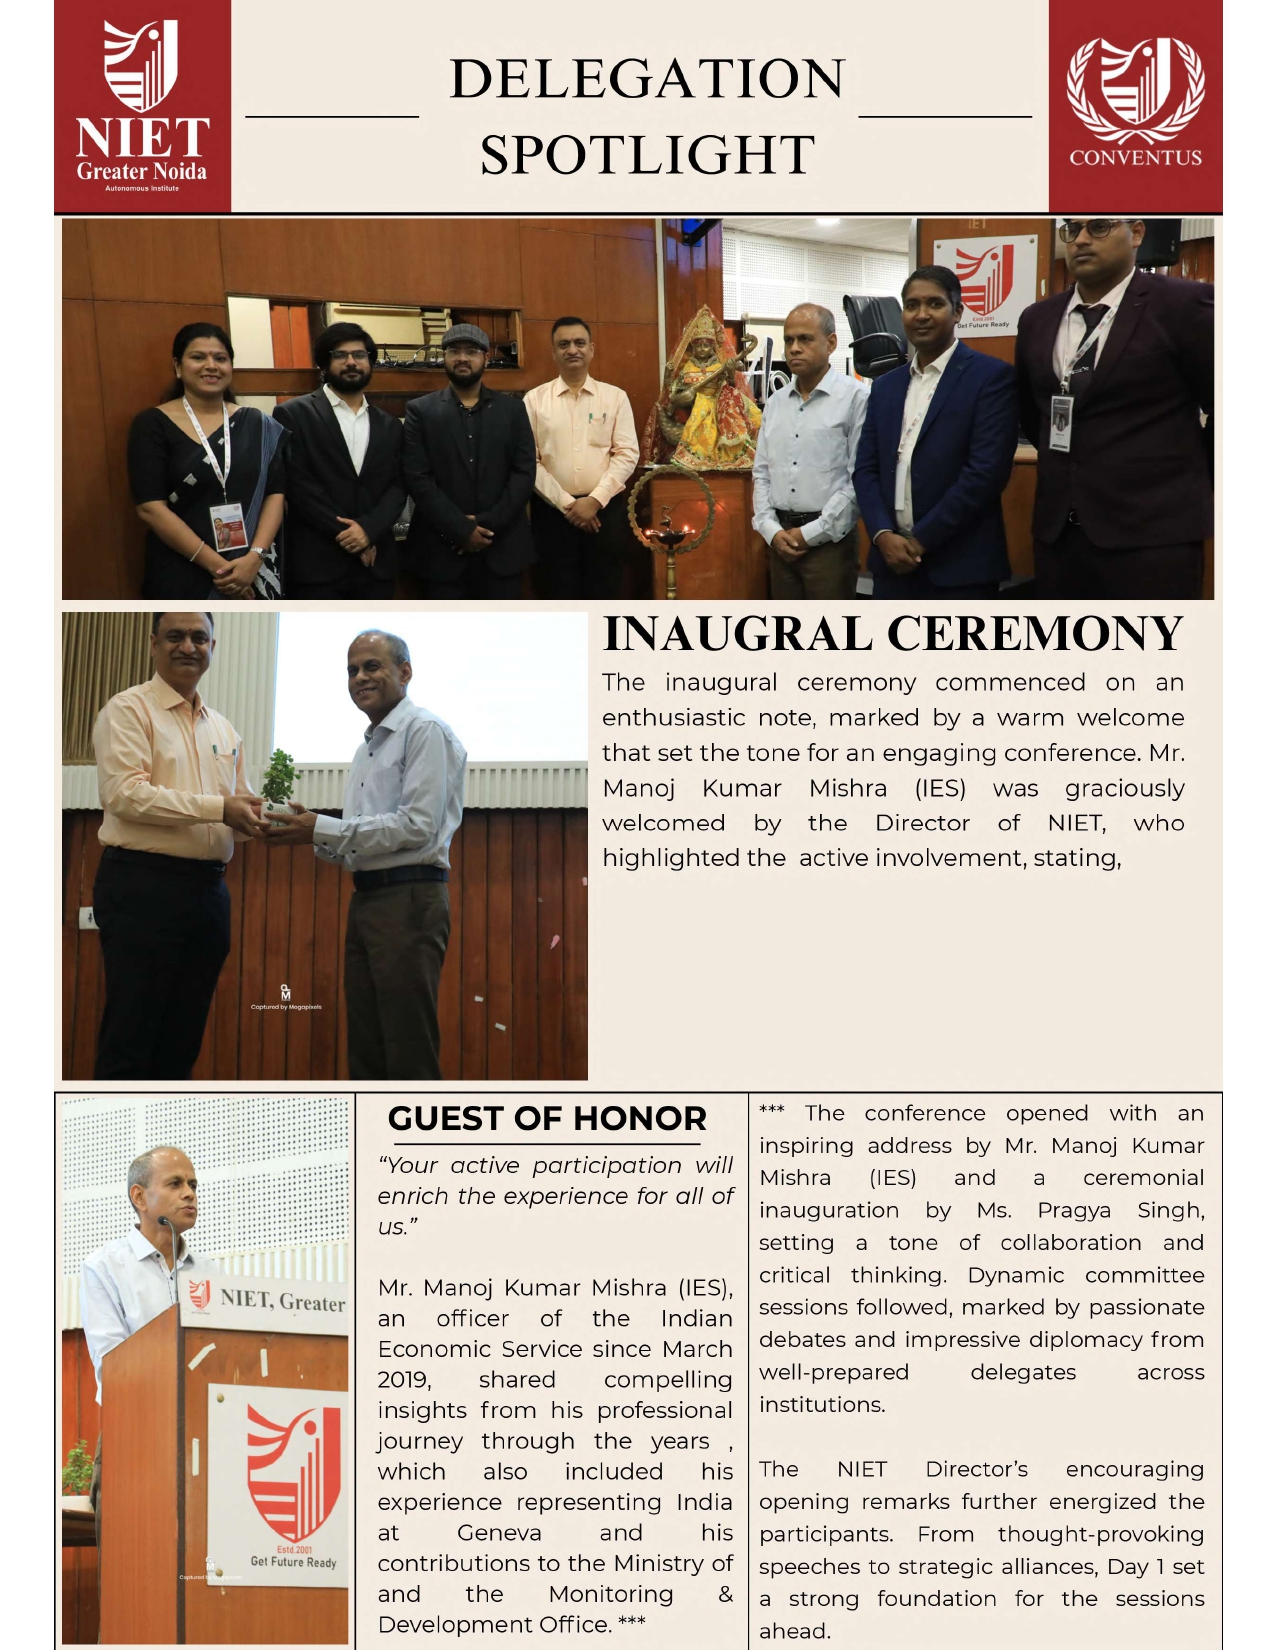 NIET
Greater Noida
Autonomous Institute
DELEGATION
SPOTLIGHT
CONVENTUS
IET
Estd.2001
Get Future Ready
INAUGRAL CEREMONY
The inaugural ceremony commenced on an
enthusiastic note, marked by a warm welcome
that set the tone for an engaging conference. Mr.
Manoj Kumar Mishra (IES) was graciously
welcomed by the Director of NIET, who
highlighted the active involvement, stating,
M
Captured by Megapixels
NIET, Greater
Estd.2001
Get Future Ready
M
Captured by Megapixels
GUEST OF HONOR
“Your active participation will
enrich the experience for all of
us.”
Mr. Manoj Kumar Mishra (IES),
an officer of the Indian
Economic Service since March
2019, shared compelling
insights from his professional
journey through the years ,
which also included his
experience representing India
at Geneva and his
contributions to the Ministry of
and the Monitoring &
Development Office. ***
*** The conference opened with an
inspiring address by Mr. Manoj Kumar
Mishra (IES) and a ceremonial
inauguration by Ms. Pragya Singh,
setting a tone of collaboration and
critical thinking. Dynamic committee
sessions followed, marked by passionate
debates and impressive diplomacy from
well-prepared delegates across
institutions.
The NIET Director’s encouraging
opening remarks further energized the
participants. From thought-provoking
speeches to strategic alliances, Day 1 set
a strong foundation for the sessions
ahead.